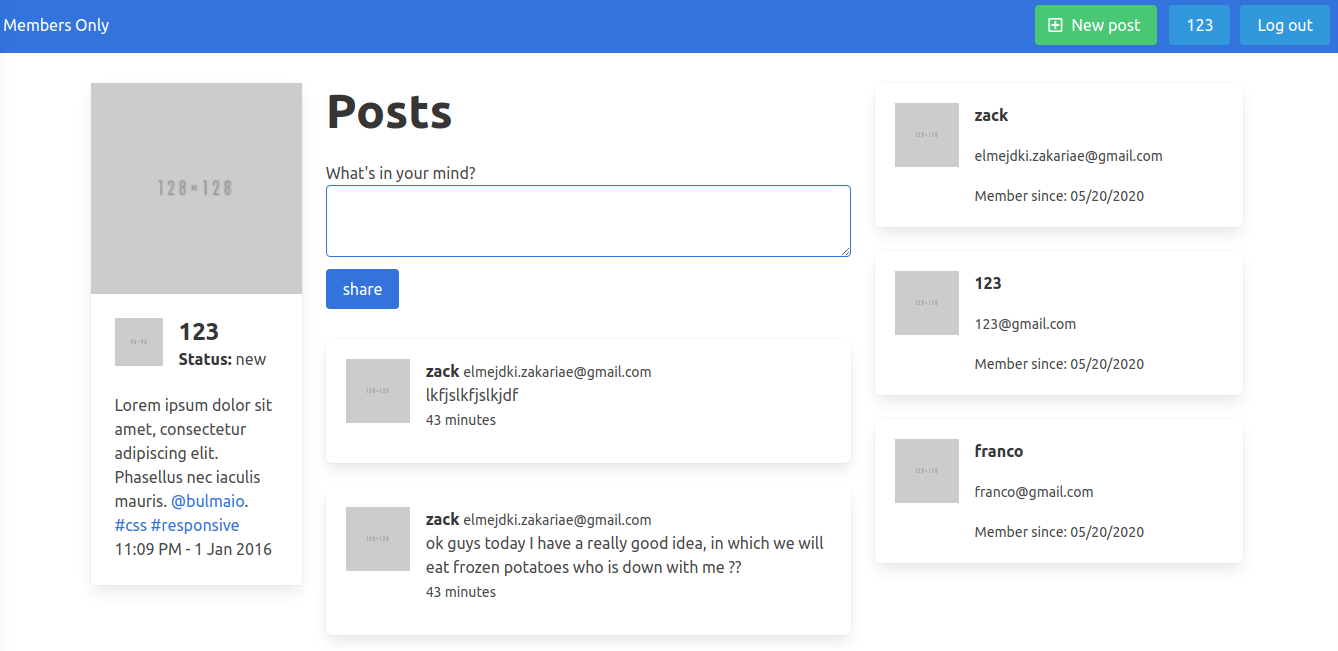 Members Only
New post
123
Log out
128×128
96×96
123
Status: new
Lorem ipsum dolor sit
amet, consectetur
adipiscing elit.
Phasellus nec iaculis
mauris. @bulmaio.
#css #responsive
11:09 PM - 1 Jan 2016
Posts
What's in your mind?
share
128×128
zack elmejdki.zakariae@gmail.com
lkfjslkfjslkjdf
43 minutes
128×128
zack elmejdki.zakariae@gmail.com
ok guys today I have a really good idea, in which we will
eat frozen potatoes who is down with me ??
43 minutes
128×128
zack
elmejdki.zakariae@gmail.com
Member since: 05/20/2020
128×128
123
123@gmail.com
Member since: 05/20/2020
128×128
franco
franco@gmail.com
Member since: 05/20/2020